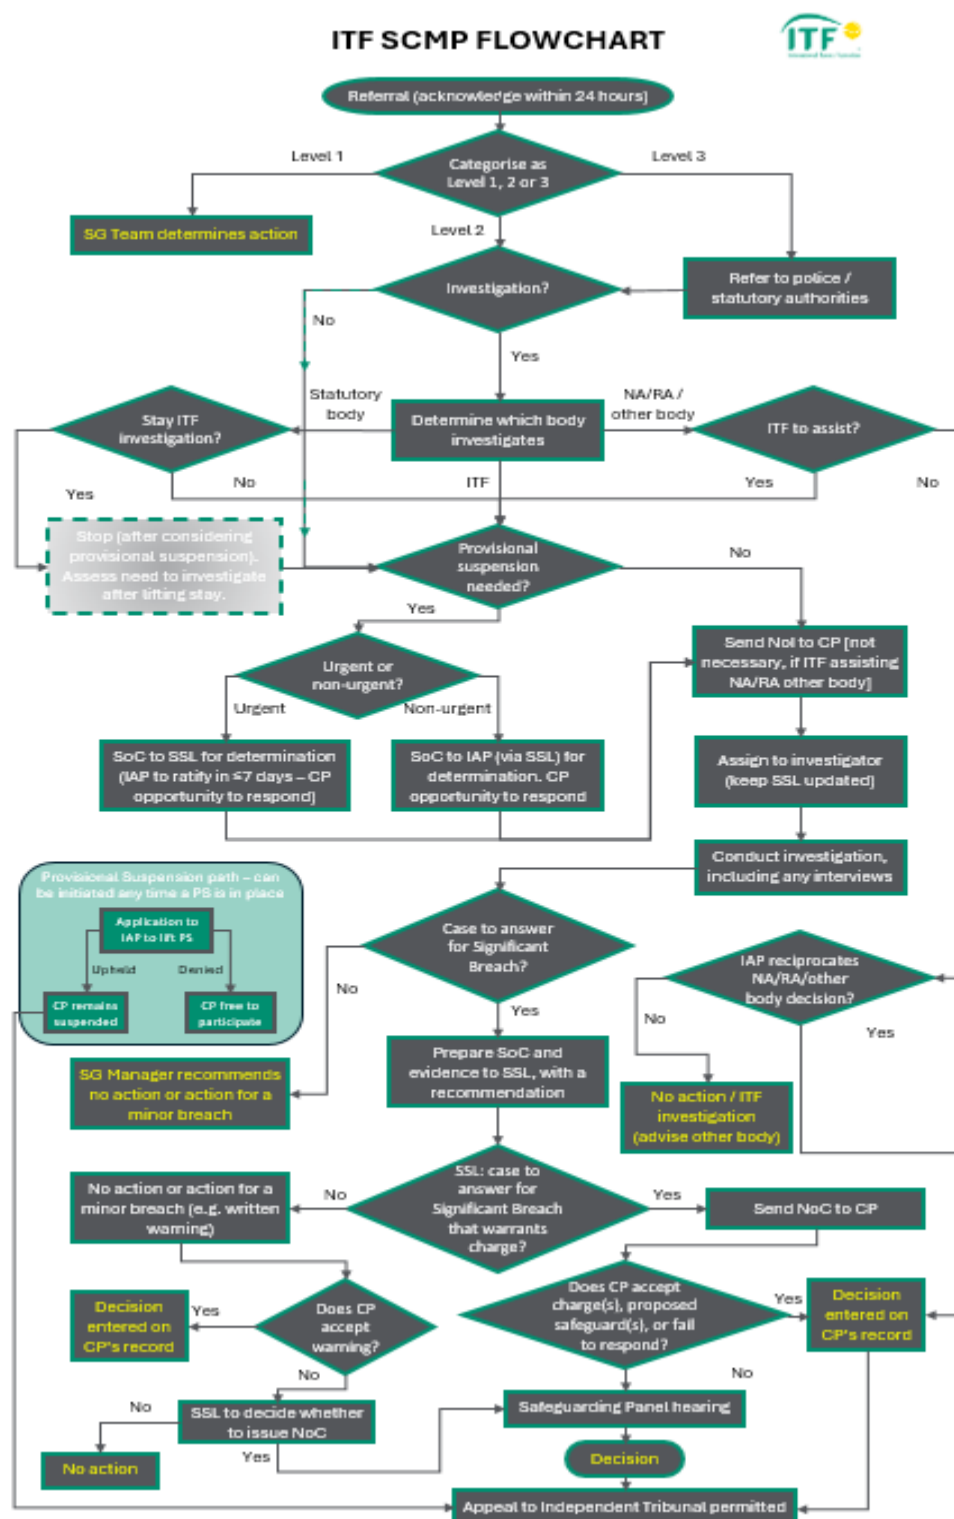 ITF SCMP FLOWCHART
ITF
Referral (acknowledge within 24 hours)
Level 1
Categorise as
Level 1, 2 or 3
Level 3
SG Team determines action
Level 2
Investigation?
Refer to police /
statutory authorities
No
Yes
Stay ITF
investigation?
Statutory
body
Determine which body
investigates
NA/RA /
other body
ITF to assist?
Yes
No
ITF
Yes
No
Stop (after considering
provisional suspension).
Assess need to investigate
after lifting stay.
Provisional
suspension
needed?
No
Yes
Urgent or
non-urgent?
Send NoI to CP [not
necessary, if ITF assisting
NA/RA other body]
Urgent
Non-urgent
SoC to SSL for determination
(IAP to ratify in ≤7 days – CP
opportunity to respond)
SoC to IAP (via SSL) for
determination. CP
opportunity to respond
Assign to investigator
(keep SSL updated)
Conduct investigation,
including any interviews
Provisional Suspension path – can
be initiated any time a PS is in place
Application to
IAP to lift PS
Upheld
Denied
CP remains
suspended
CP free to
participate
Case to answer
for Significant
Breach?
No
Yes
IAP reciprocates
NA/RA/other
body decision?
No
Yes
SG Manager recommends
no action or action for a
minor breach
Prepare SoC and
evidence to SSL, with a
recommendation
No action / ITF
investigation
(advise other body)
No action or action for a
minor breach (e.g. written
warning)
No
SSL: case to
answer for
Significant Breach
that warrants
charge?
Yes
Send NoC to CP
Decision
entered on
CP's record
Yes
Does CP
accept
warning?
Does CP accept
charge(s), proposed
safeguard(s), or fail
to respond?
Yes
Decision
entered on
CP's record
No
No
No
SSL to decide whether
to issue NoC
Yes
Safeguarding Panel hearing
No action
Decision
Appeal to Independent Tribunal permitted